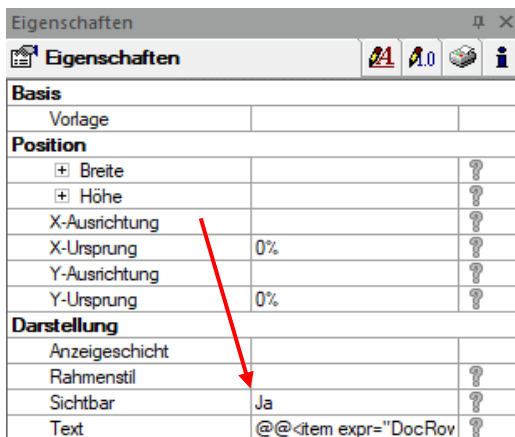 Eigenschaften
Eigenschaften
Basis
Vorlage
Position
Breite
Höhe
X-Ausrichtung
X-Ursprung 0%
Y-Ausrichtung
Y-Ursprung 0%
Darstellung
Anzeigeschicht
Rahmenstil
Sichtbar Ja
Text @@<item expr="DocRow